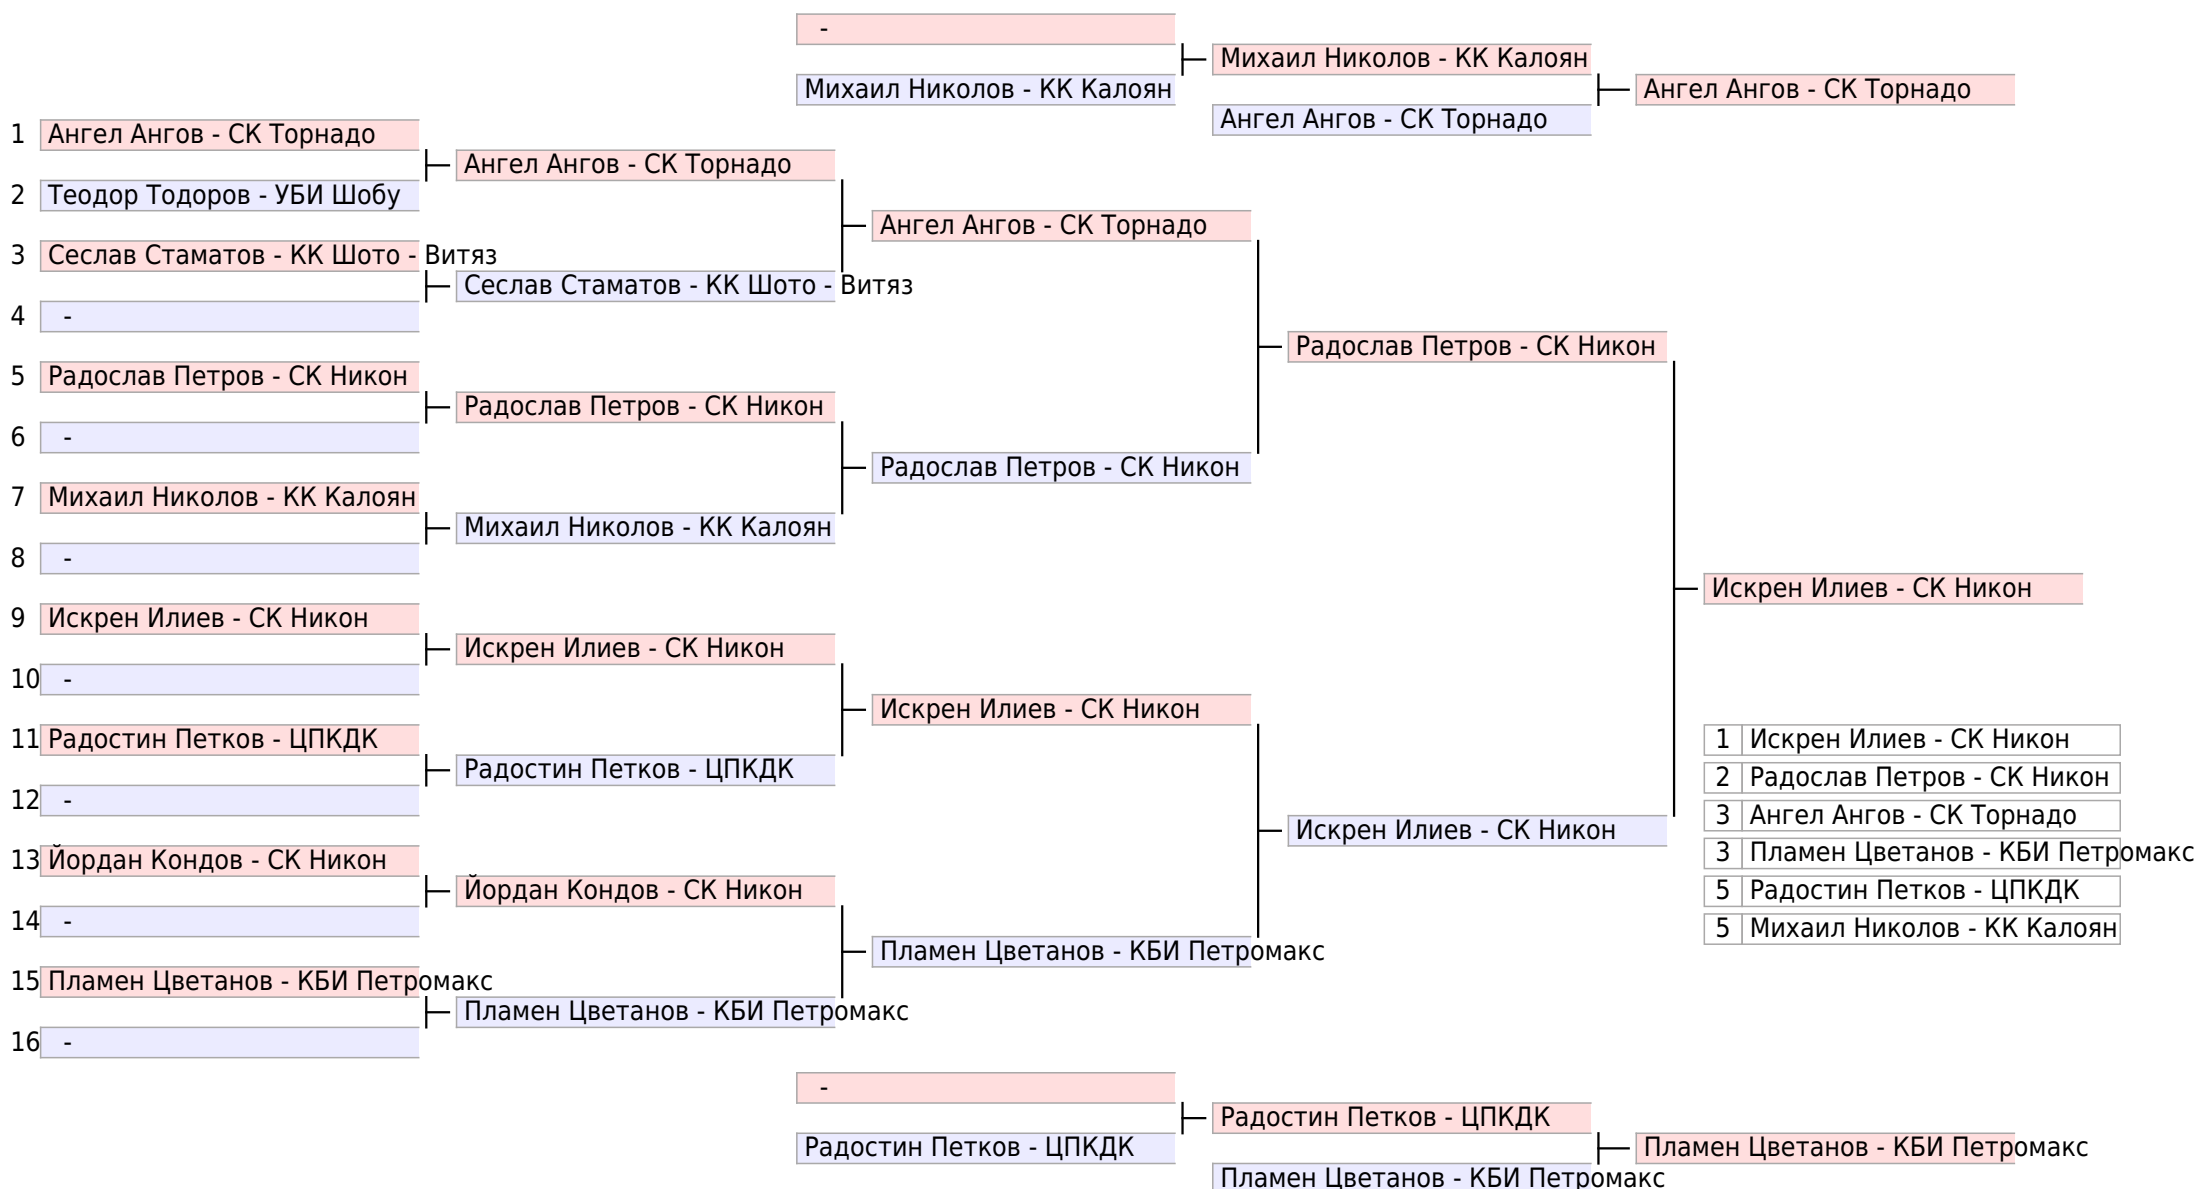 -
Михаил Николов - КК Калоян
Михаил Николов - КК Калоян
Ангел Ангов - СК Торнадо
Ангел Ангов - СК Торнадо
1 Ангел Ангов - СК Торнадо
Ангел Ангов - СК Торнадо
2 Теодор Тодоров - УБИ Шобу
Ангел Ангов - СК Торнадо
3 Сеслав Стаматов - КК Шото - Витяз
Сеслав Стаматов - КК Шото - Витяз
4 -
Радослав Петров - СК Никон
5 Радослав Петров - СК Никон
Радослав Петров - СК Никон
6 -
Радослав Петров - СК Никон
7 Михаил Николов - КК Калоян
Михаил Николов - КК Калоян
8 -
Искрен Илиев - СК Никон
9 Искрен Илиев - СК Никон
Искрен Илиев - СК Никон
10 -
Искрен Илиев - СК Никон
11 Радостин Петков - ЦПКДК
Радостин Петков - ЦПКДК
12 -
Искрен Илиев - СК Никон
13 Йордан Кондов - СК Никон
Йордан Кондов - СК Никон
14 -
Пламен Цветанов - КБИ Петромакс
15 Пламен Цветанов - КБИ Петромакс
Пламен Цветанов - КБИ Петромакс
16 -
1 Искрен Илиев - СК Никон
2 Радослав Петров - СК Никон
3 Ангел Ангов - СК Торнадо
3 Пламен Цветанов - КБИ Петромакс
5 Радостин Петков - ЦПКДК
5 Михаил Николов - КК Калоян
-
Радостин Петков - ЦПКДК
Радостин Петков - ЦПКДК
Пламен Цветанов - КБИ Петромакс
Пламен Цветанов - КБИ Петромакс